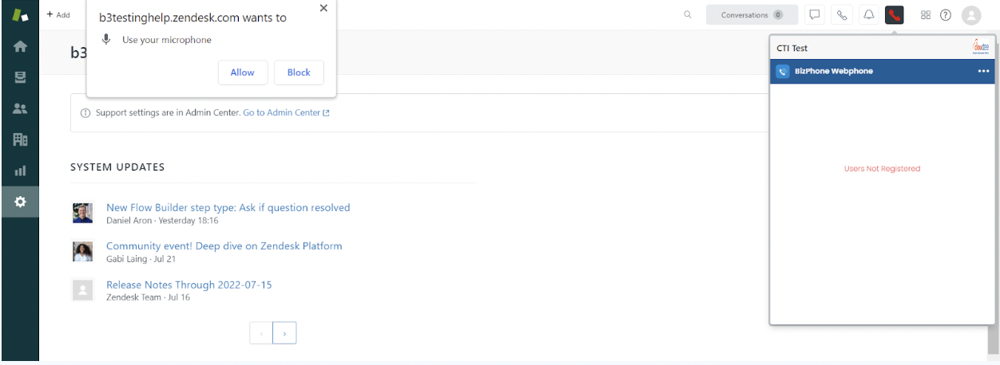 b3testinghelp.zendesk.com wants to
Use your microphone
Allow
Block
+ Add
Conversations 0
b3
CTI Test
BizPhone Webphone
Users Not Registered
Support settings are in Admin Center. Go to Admin Center
SYSTEM UPDATES
New Flow Builder step type: Ask if question resolved
Daniel Aron · Yesterday 18:16
Community event! Deep dive on Zendesk Platform
Gabi Laing · Jul 21
Release Notes Through 2022-07-15
Zendesk Team · Jul 16